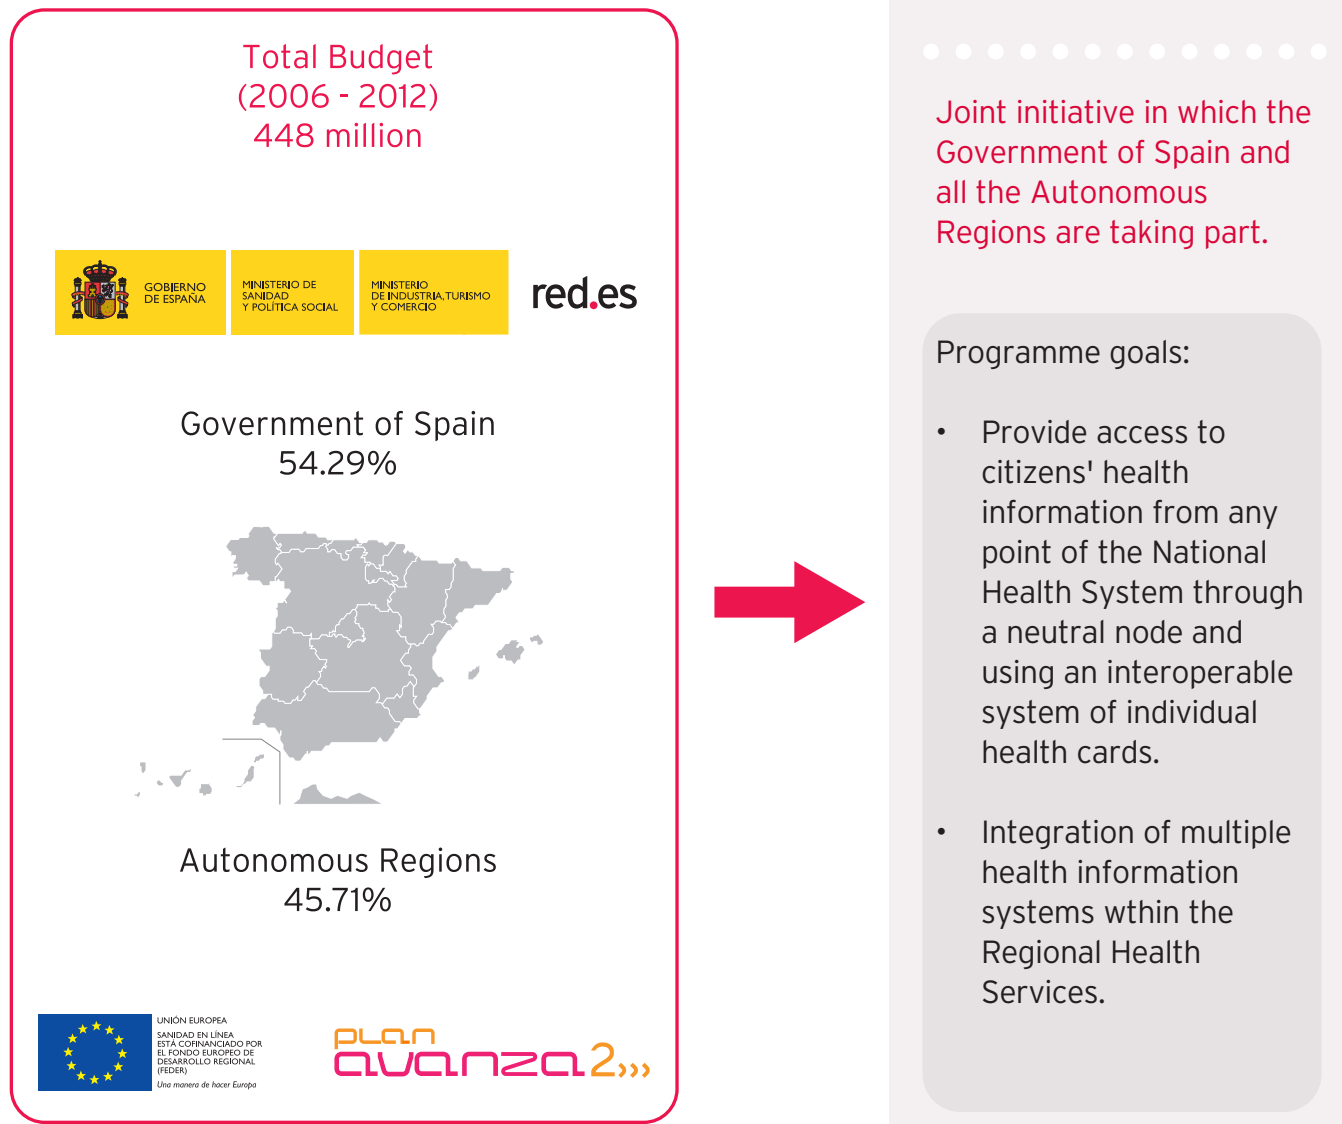 Total Budget
(2006 - 2012)
448 million
GOBIERNO
DE ESPAÑA
MINISTERIO DE
SANIDAD
Y POLÍTICA SOCIAL
MINISTERIO
DE INDUSTRIA, TURISMO
Y COMERCIO
red.es
Government of Spain
54.29%
Autonomous Regions
45.71%
UNIÓN EUROPEA
SANIDAD EN LÍNEA
ESTÁ COFINANCIADO POR
EL FONDO EUROPEO DE
DESARROLLO REGIONAL
(FEDER)
Una manera de hacer Europa
plan
avanza2›››
Joint initiative in which the
Government of Spain and
all the Autonomous
Regions are taking part.
Programme goals:
• Provide access to
citizens' health
information from any
point of the National
Health System through
a neutral node and
using an interoperable
system of individual
health cards.
• Integration of multiple
health information
systems wthin the
Regional Health
Services.